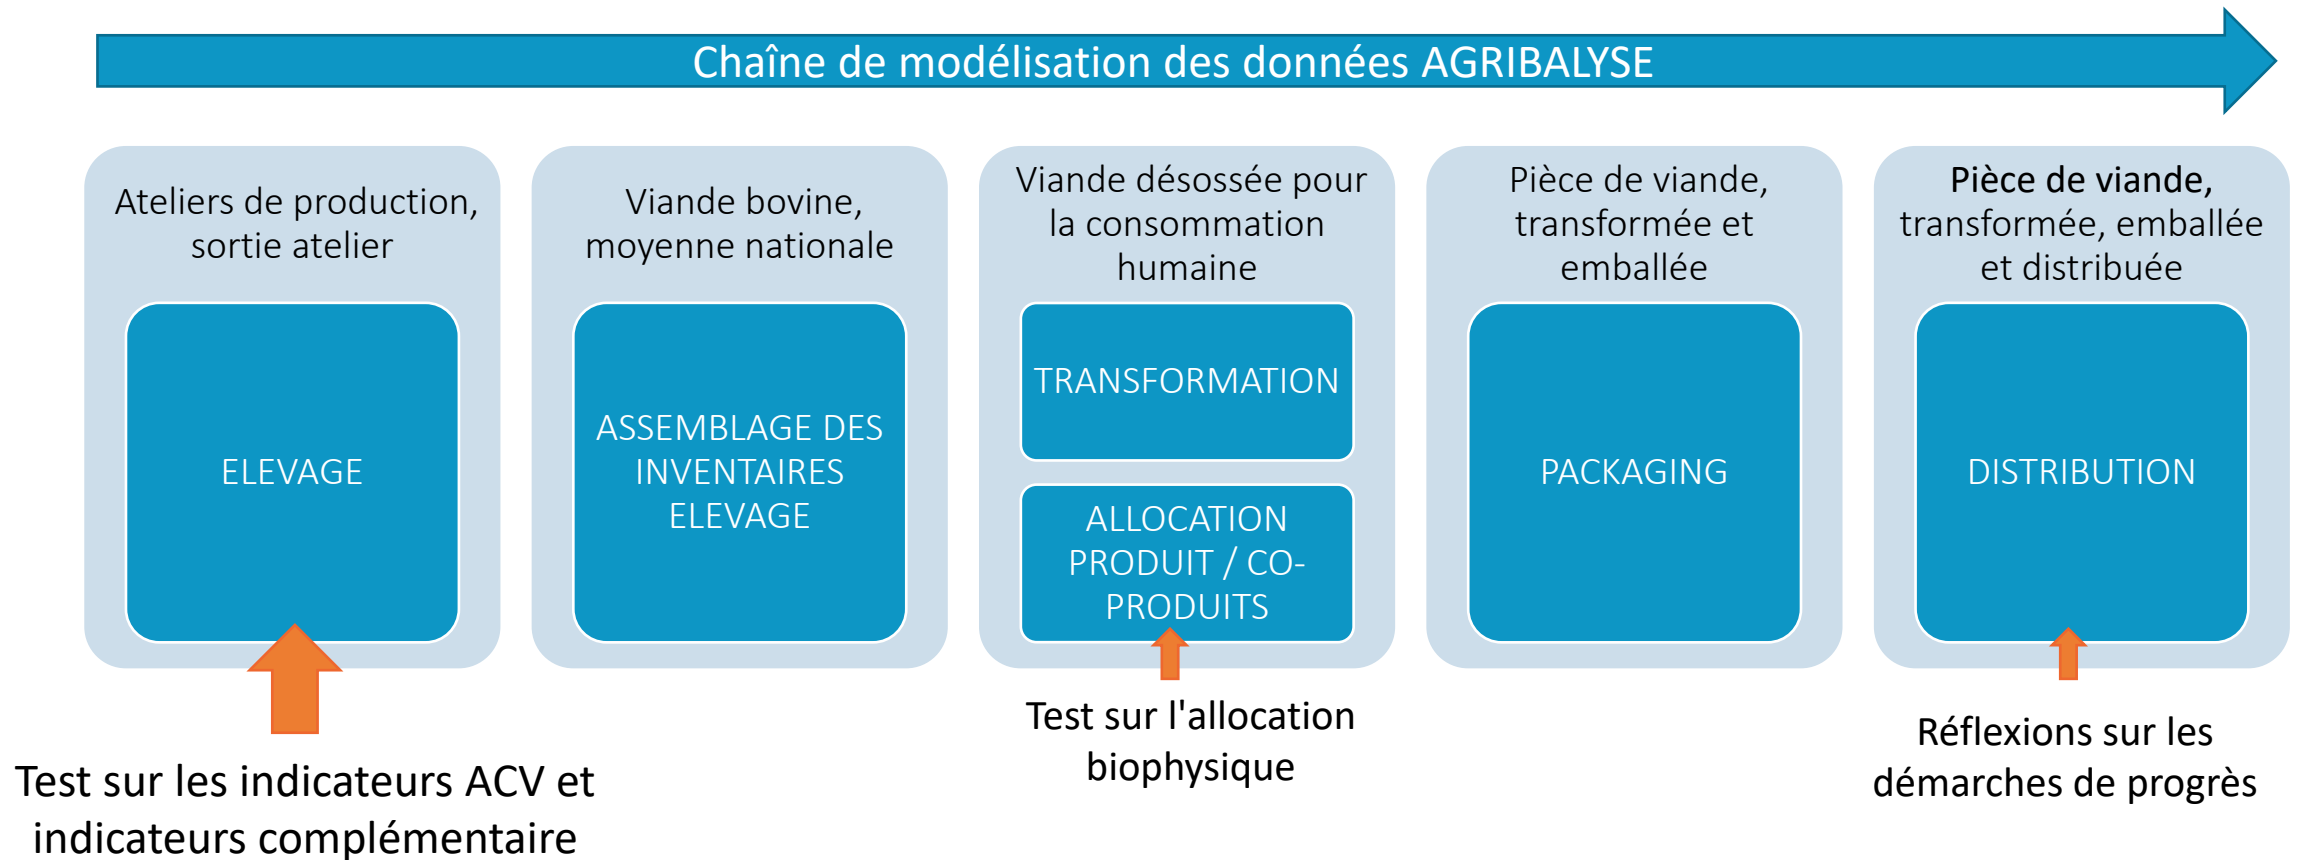 Chaîne de modélisation des données AGRIBALYSE
Ateliers de production,
sortie atelier
ELEVAGE
Viande bovine,
moyenne nationale
ASSEMBLAGE DES
INVENTAIRES
ELEVAGE
Viande désossée pour
la consommation
humaine
TRANSFORMATION
ALLOCATION
PRODUIT / CO-
PRODUITS
Pièce de viande,
transformée et
emballée
PACKAGING
Pièce de viande,
transformée, emballée
et distribuée
DISTRIBUTION
Test sur les indicateurs ACV et
indicateurs complémentaire
Test sur l'allocation
biophysique
Réflexions sur les
démarches de progrès